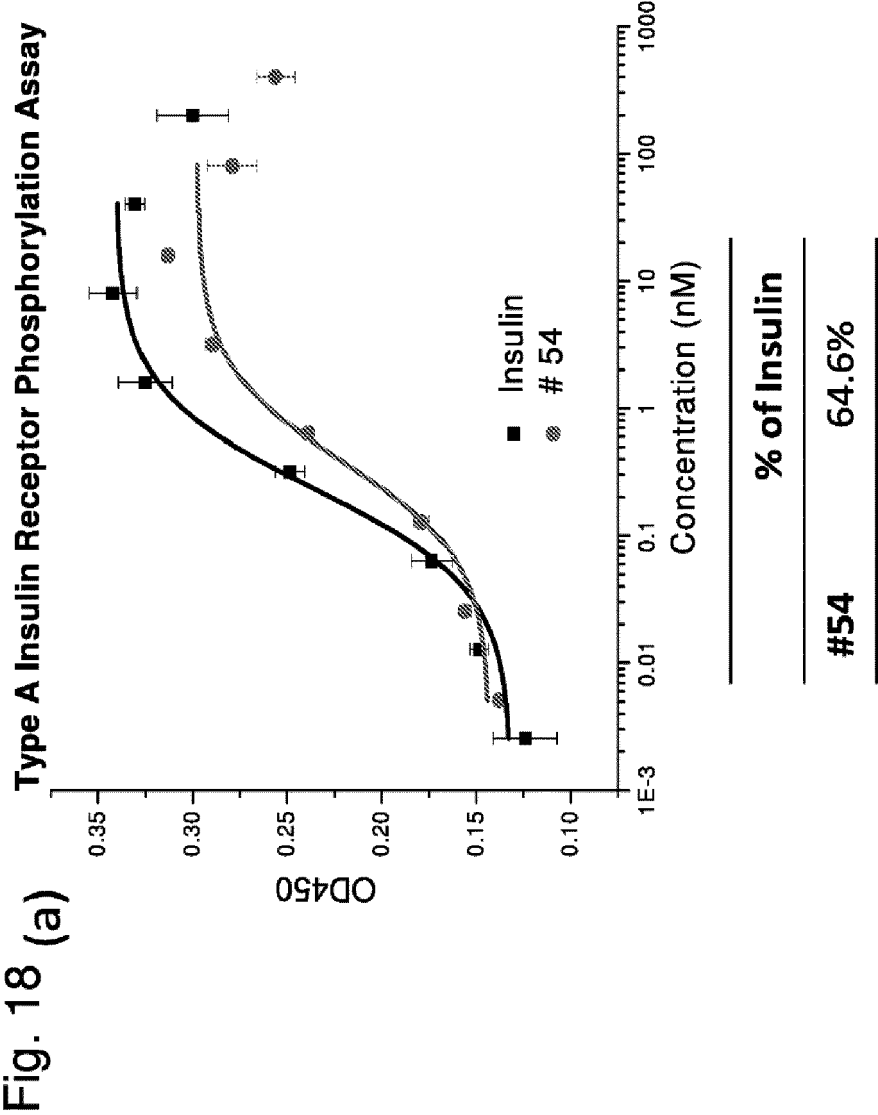 Fig. 18 (a)
Type A Insulin Receptor Phosphorylation Assay
OD450
0.35
0.30
0.25
0.20
0.15
0.10
Insulin
# 54
1E-3 0.01 0.1 1 10 100 1000
Concentration (nM)
% of Insulin
#54 64.6%